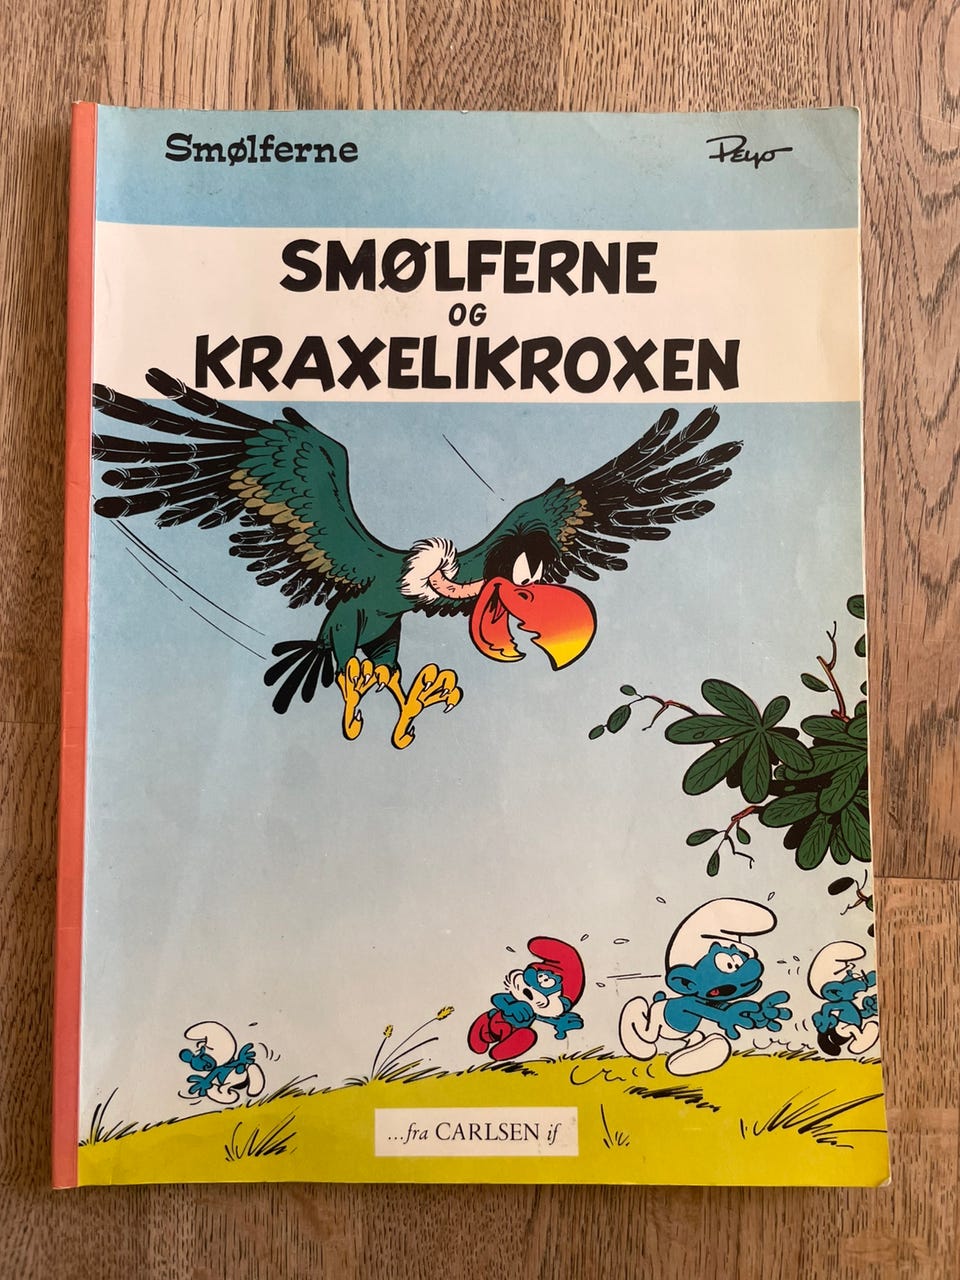 Smølferne
Peyo
SMØLFERNE
OG
KRAXELIKROXEN
...fra CARLSEN if